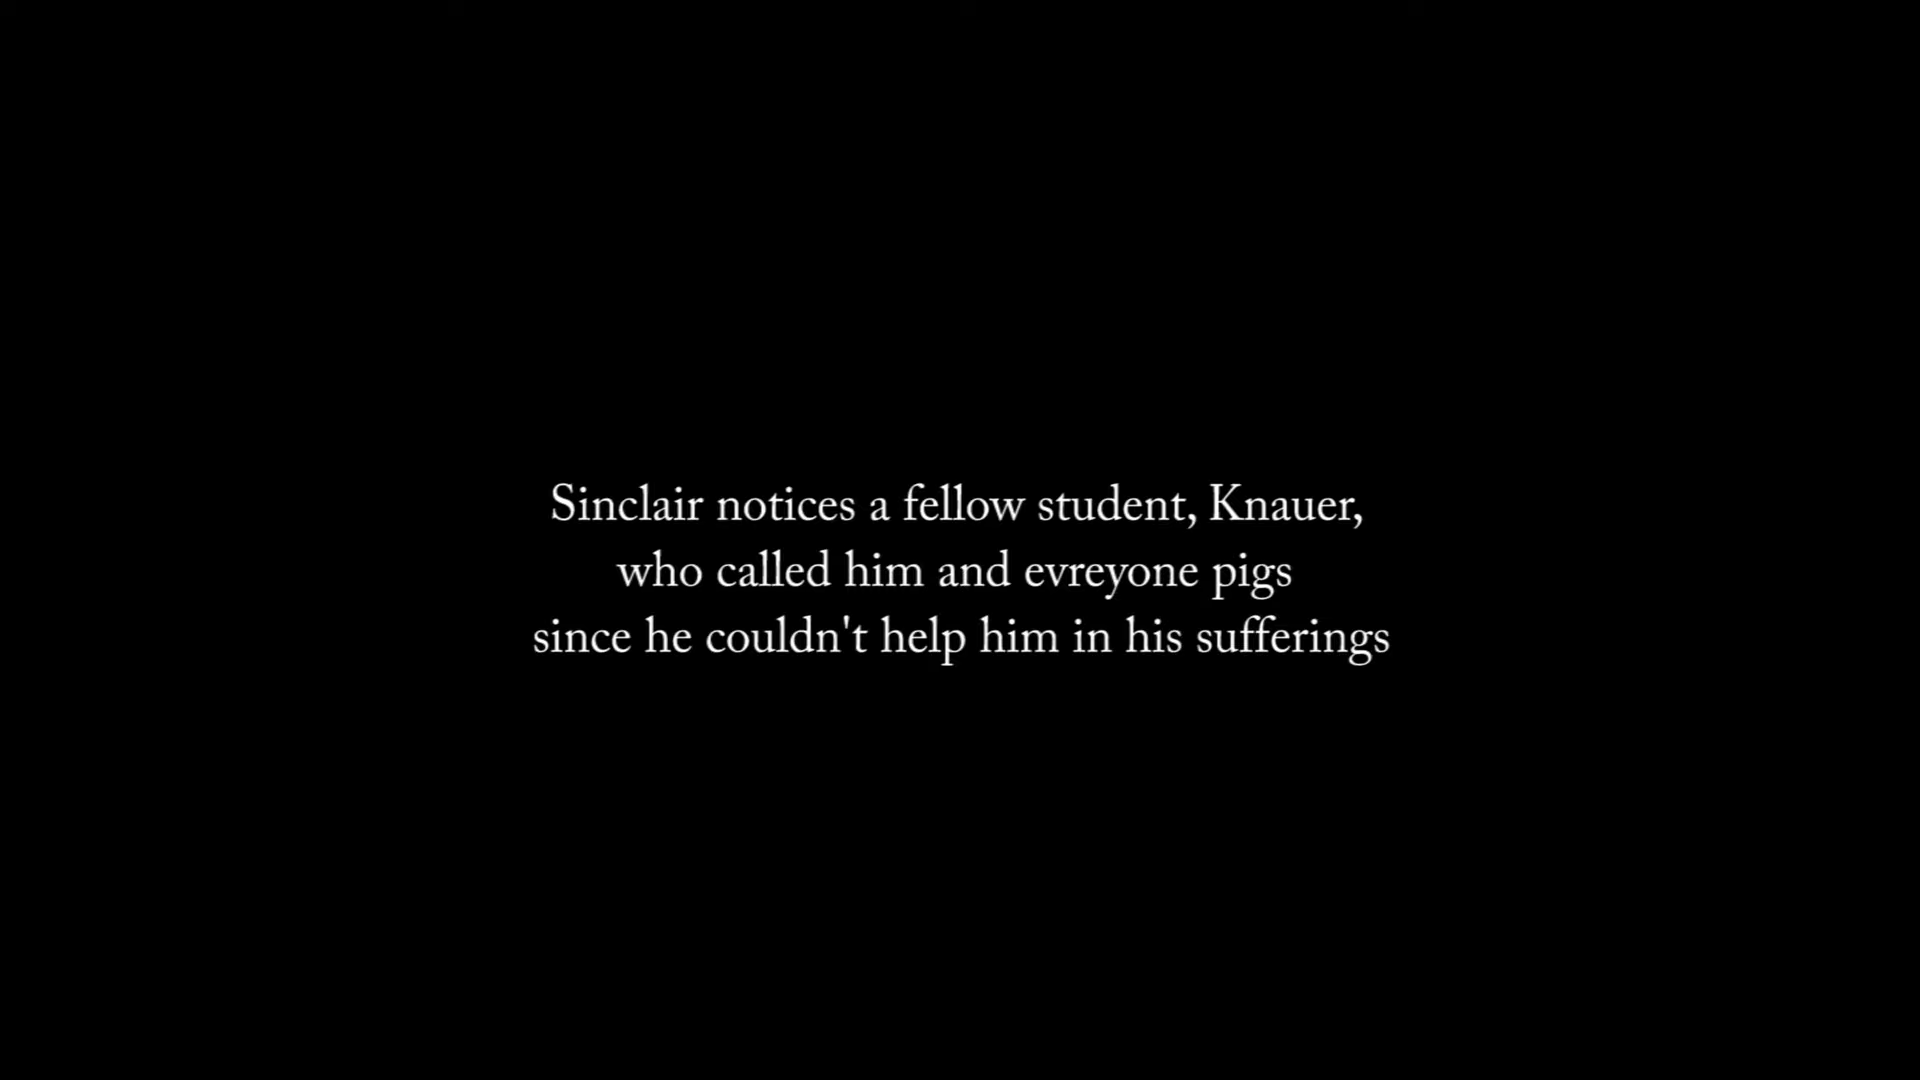 Sinclair notices a fellow student, Knauer,
who called him and evreyone pigs
since he couldn't help him in his sufferings